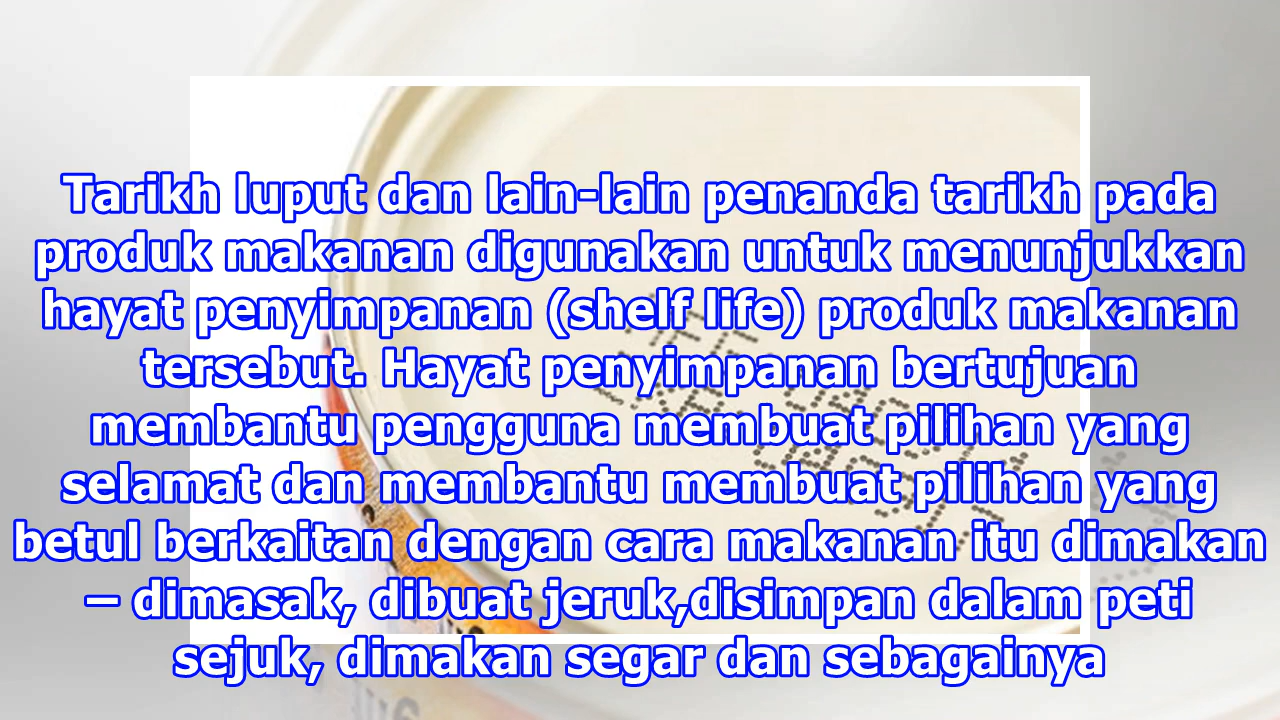 Tarikh luput dan lain-lain penanda tarikh pada
produk makanan digunakan untuk menunjukkan
hayat penyimpanan (shelf life) produk makanan
tersebut. Hayat penyimpanan bertujuan
membantu pengguna membuat pilihan yang
selamat dan membantu membuat pilihan yang
betul berkaitan dengan cara makanan itu dimakan
– dimasak, dibuat jeruk,disimpan dalam peti
sejuk, dimakan segar dan sebagainya